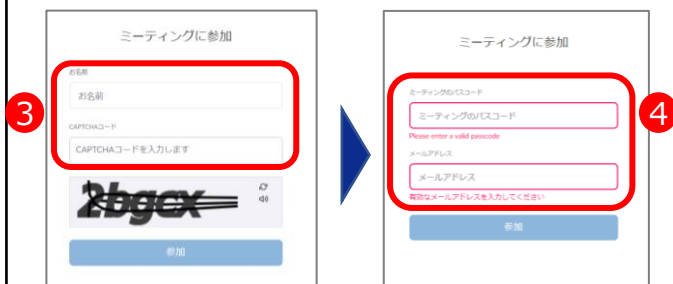 ミーティングに参加
お名前
お名前
CAPTCHAコード
CAPTCHAコードを入力します
2bgcx
参加
3
ミーティングに参加
ミーティングのパスコード
ミーティングのパスコード
Please enter a valid passcode
メールアドレス
メールアドレス
有効なメールアドレスを入力してください
参加
4